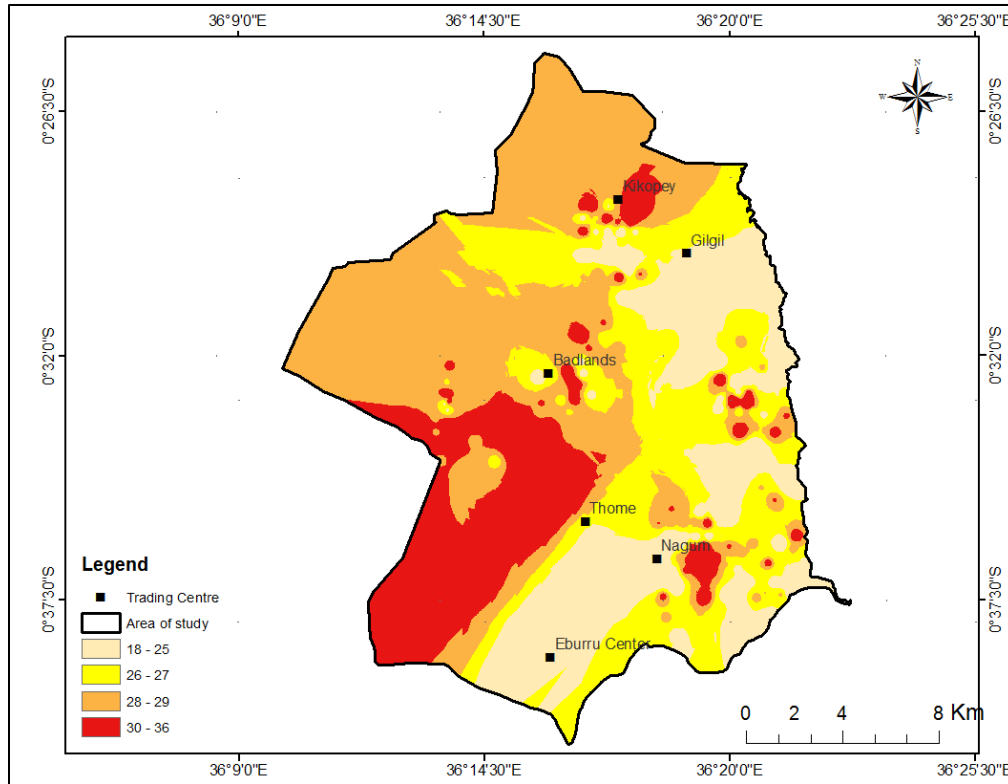 36°9'0"E 36°14'30"E 36°20'0"E 36°25'30"E
0°26'30"S 0°26'30"S
N
W E
S
Kikopey
Gilgil
0°32'0"S 0°32'0"S
Badlands
Thome
Nagum
0°37'30"S 0°37'30"S
Eburru Center
Legend
Trading Centre
Area of study
18 - 25
26 - 27
28 - 29
30 - 36
0 2 4 8 Km
36°9'0"E 36°14'30"E 36°20'0"E 36°25'30"E